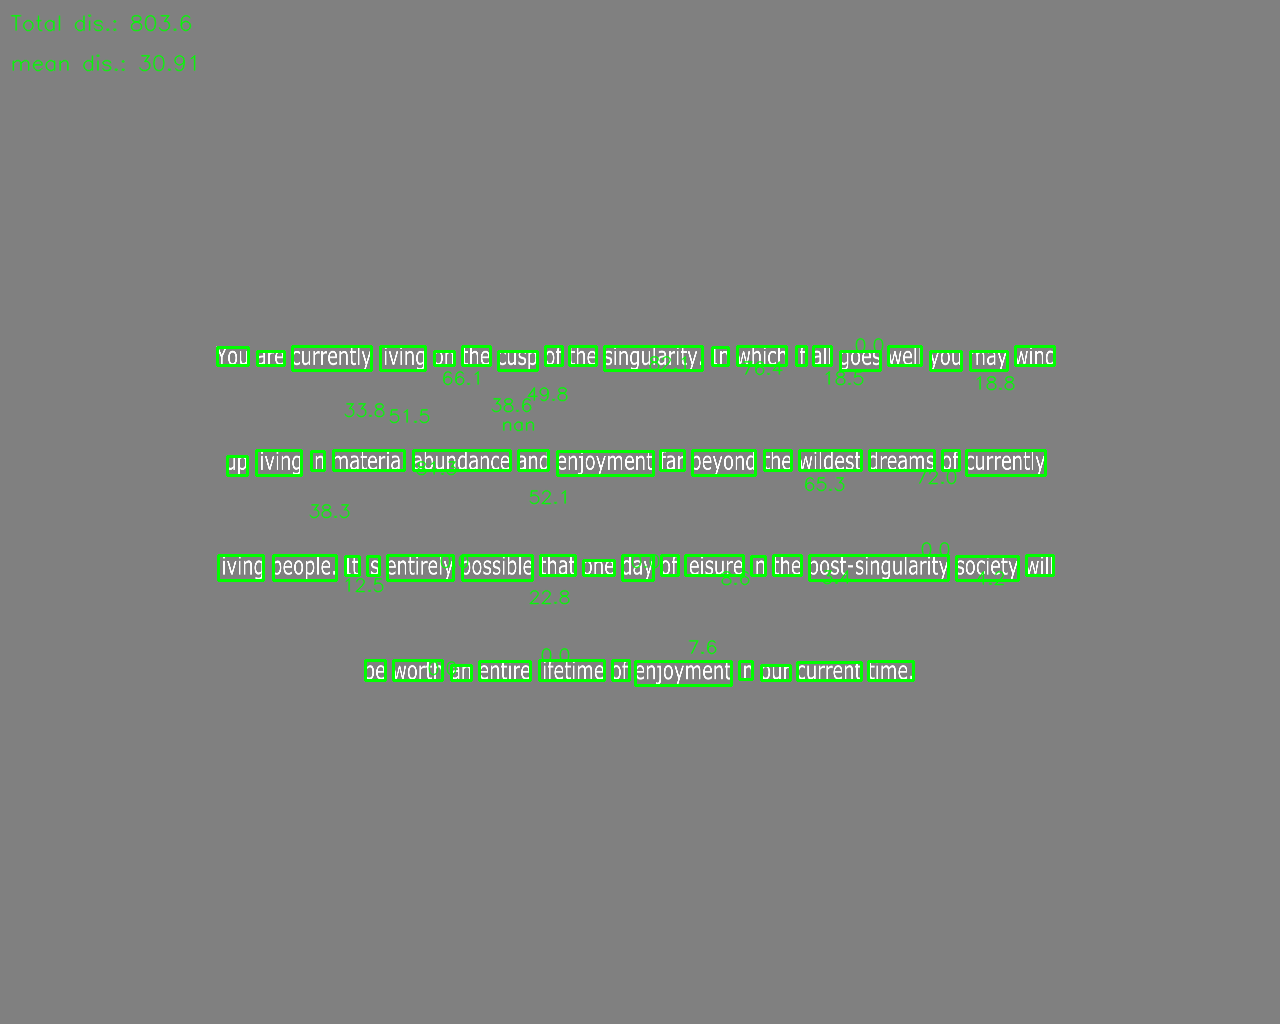 Total dis.: 803.6
mean dis.: 30.91
0.0
You are currently living on the cusp of the singularity. In which if all goes well you may wind
76.4
66.1 18.5 18.8
49.8
33.8 51.5 38.6
nan
up living in material abundance and enjoyment far beyond the wildest dreams of currently
65.3 72.0
52.1
38.3
0.0
living people. It is entirely possible that one day of leisure in the post-singularity society will
12.5
22.8
7.6
0.0
be worth an entire lifetime of enjoyment in our current time.